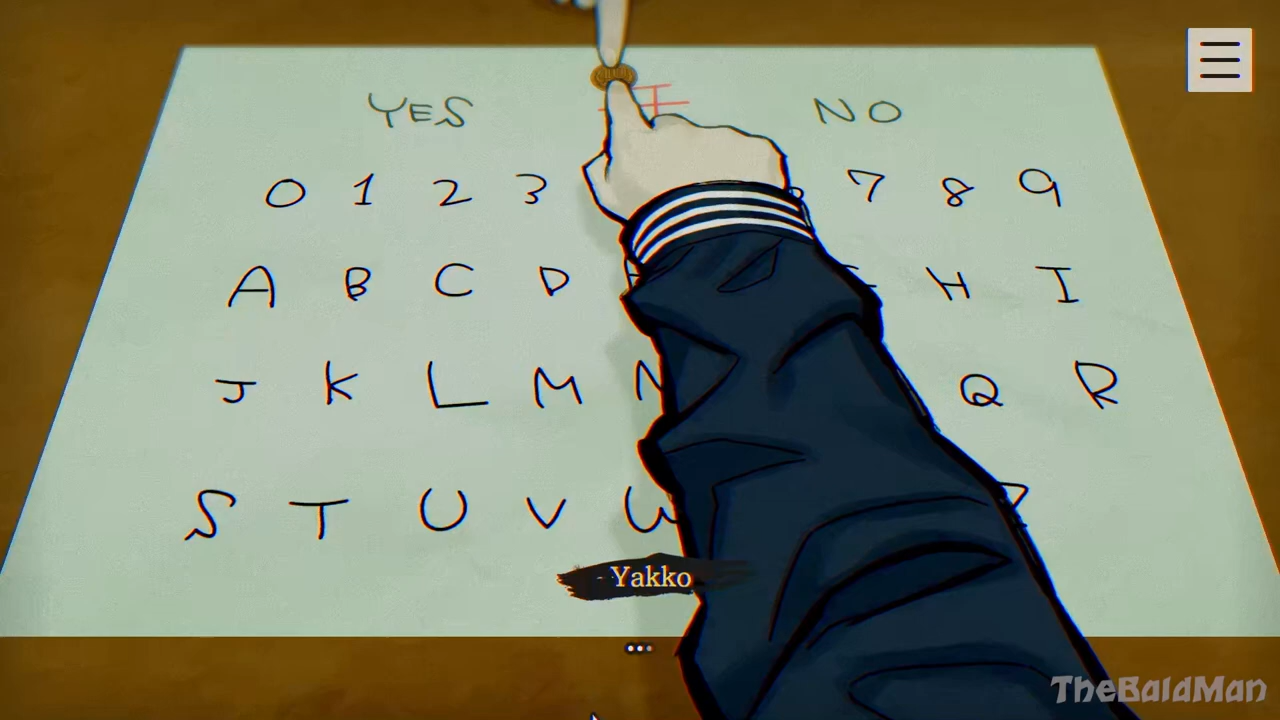 YES NO
0 1 2 3 7 8 9
A B C D H I
J K L M N Q R
S T U V W
Yakko
TheBaldMan